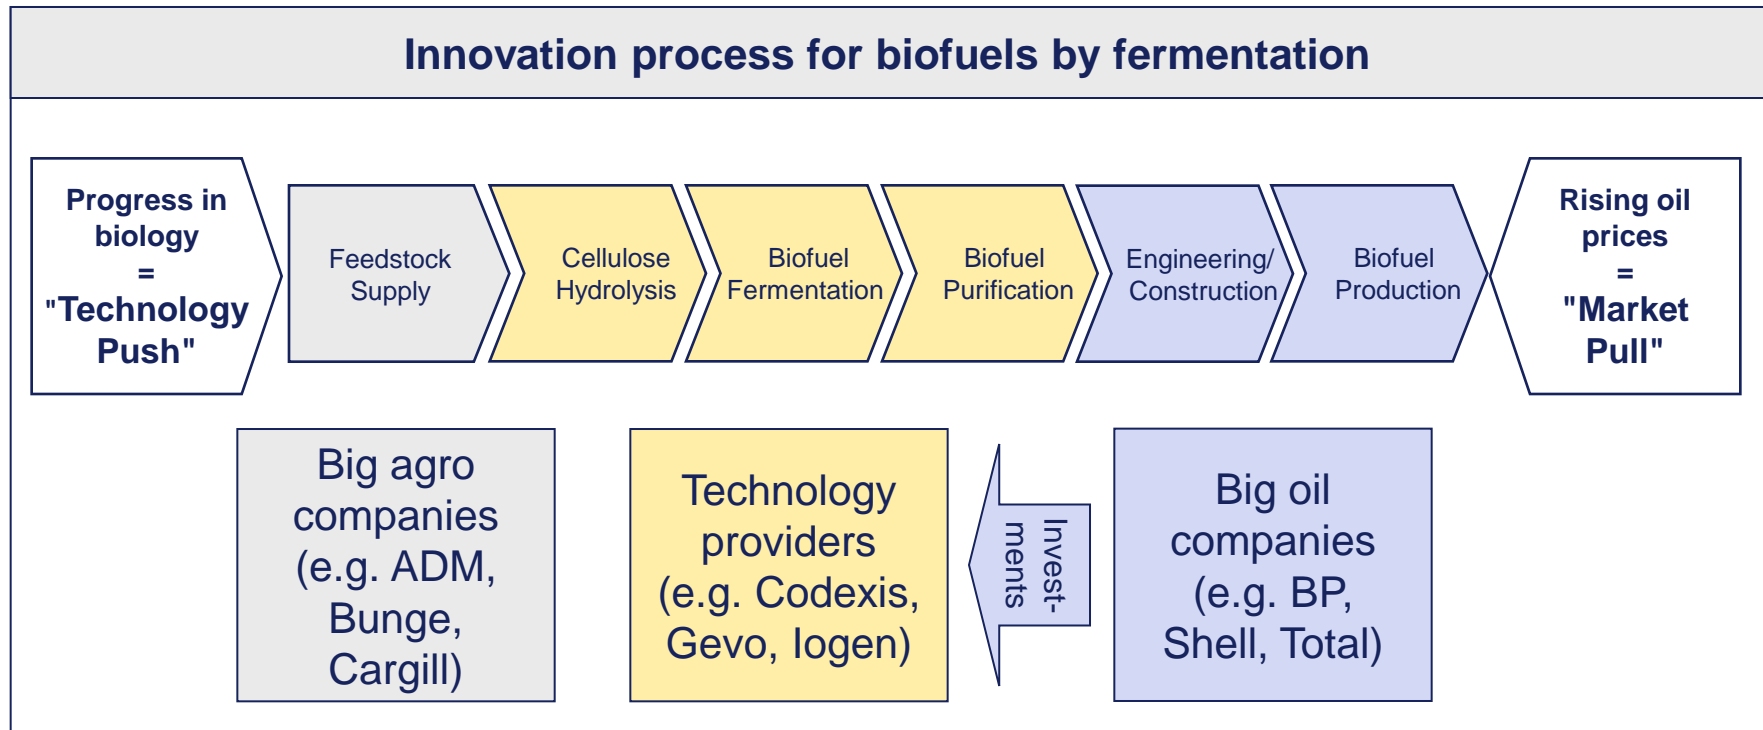 Innovation process for biofuels by fermentation
Progress in
biology
=
"Technology
Push"
Feedstock
Supply
Cellulose
Hydrolysis
Biofuel
Fermentation
Biofuel
Purification
Engineering/
Construction
Biofuel
Production
Rising oil
prices
=
"Market
Pull"
Big agro
companies
(e.g. ADM,
Bunge,
Cargill)
Technology
providers
(e.g. Codexis,
Gevo, Iogen)
Invest-
ments
Big oil
companies
(e.g. BP,
Shell, Total)